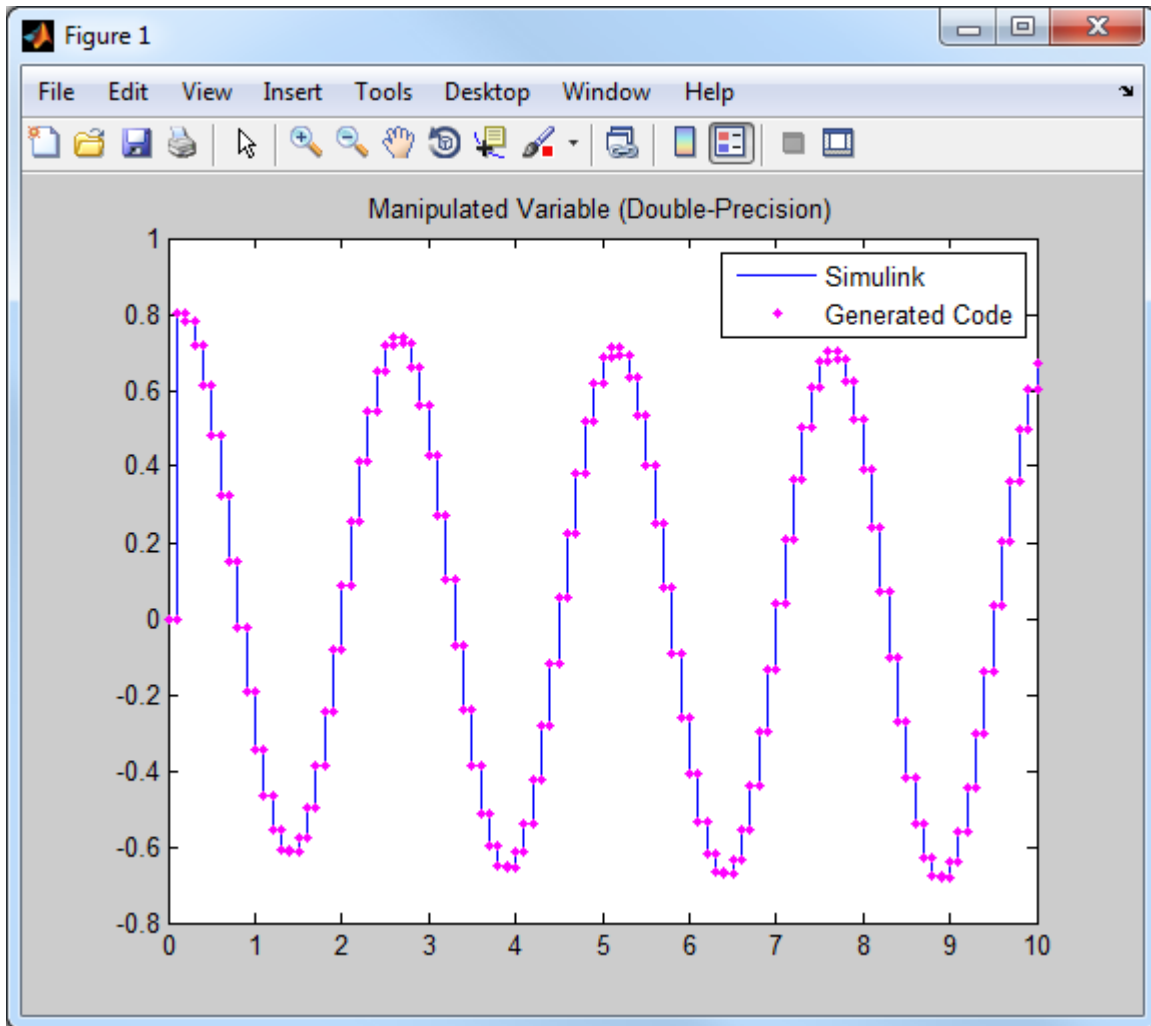 Figure 1
File Edit View Insert Tools Desktop Window Help
Manipulated Variable (Double-Precision)
Simulink
Generated Code
1
0.8
0.6
0.4
0.2
0
-0.2
-0.4
-0.6
-0.8
0 1 2 3 4 5 6 7 8 9 10